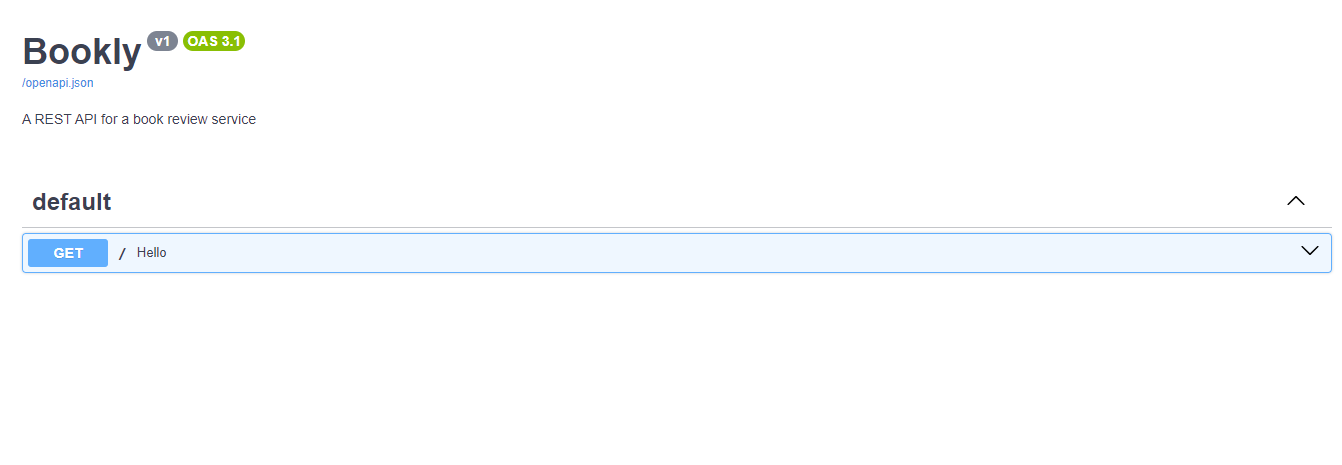 Bookly v1 OAS 3.1
/openapi.json
A REST API for a book review service
default
GET / Hello